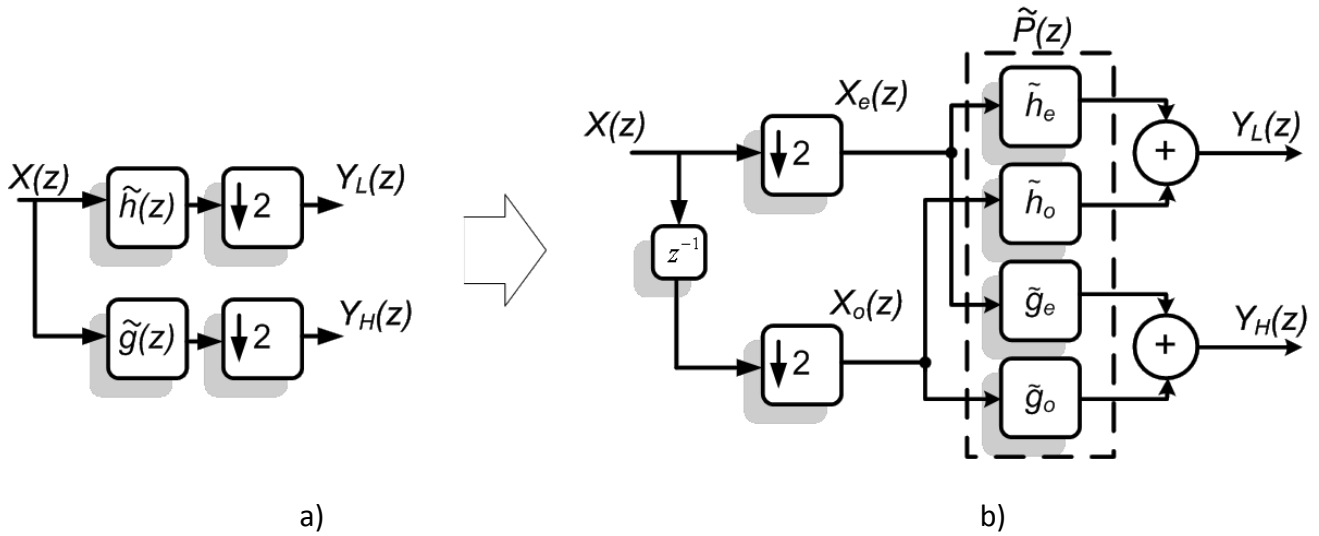 X(z)
h̃(z)
↓2
Y_L(z)
g̃(z)
↓2
Y_H(z)
a)
X(z)
z⁻¹
↓2
X_e(z)
↓2
X_o(z)
P̃(z)
h̃_e
h̃_o
g̃_e
g̃_o
+
Y_L(z)
+
Y_H(z)
b)